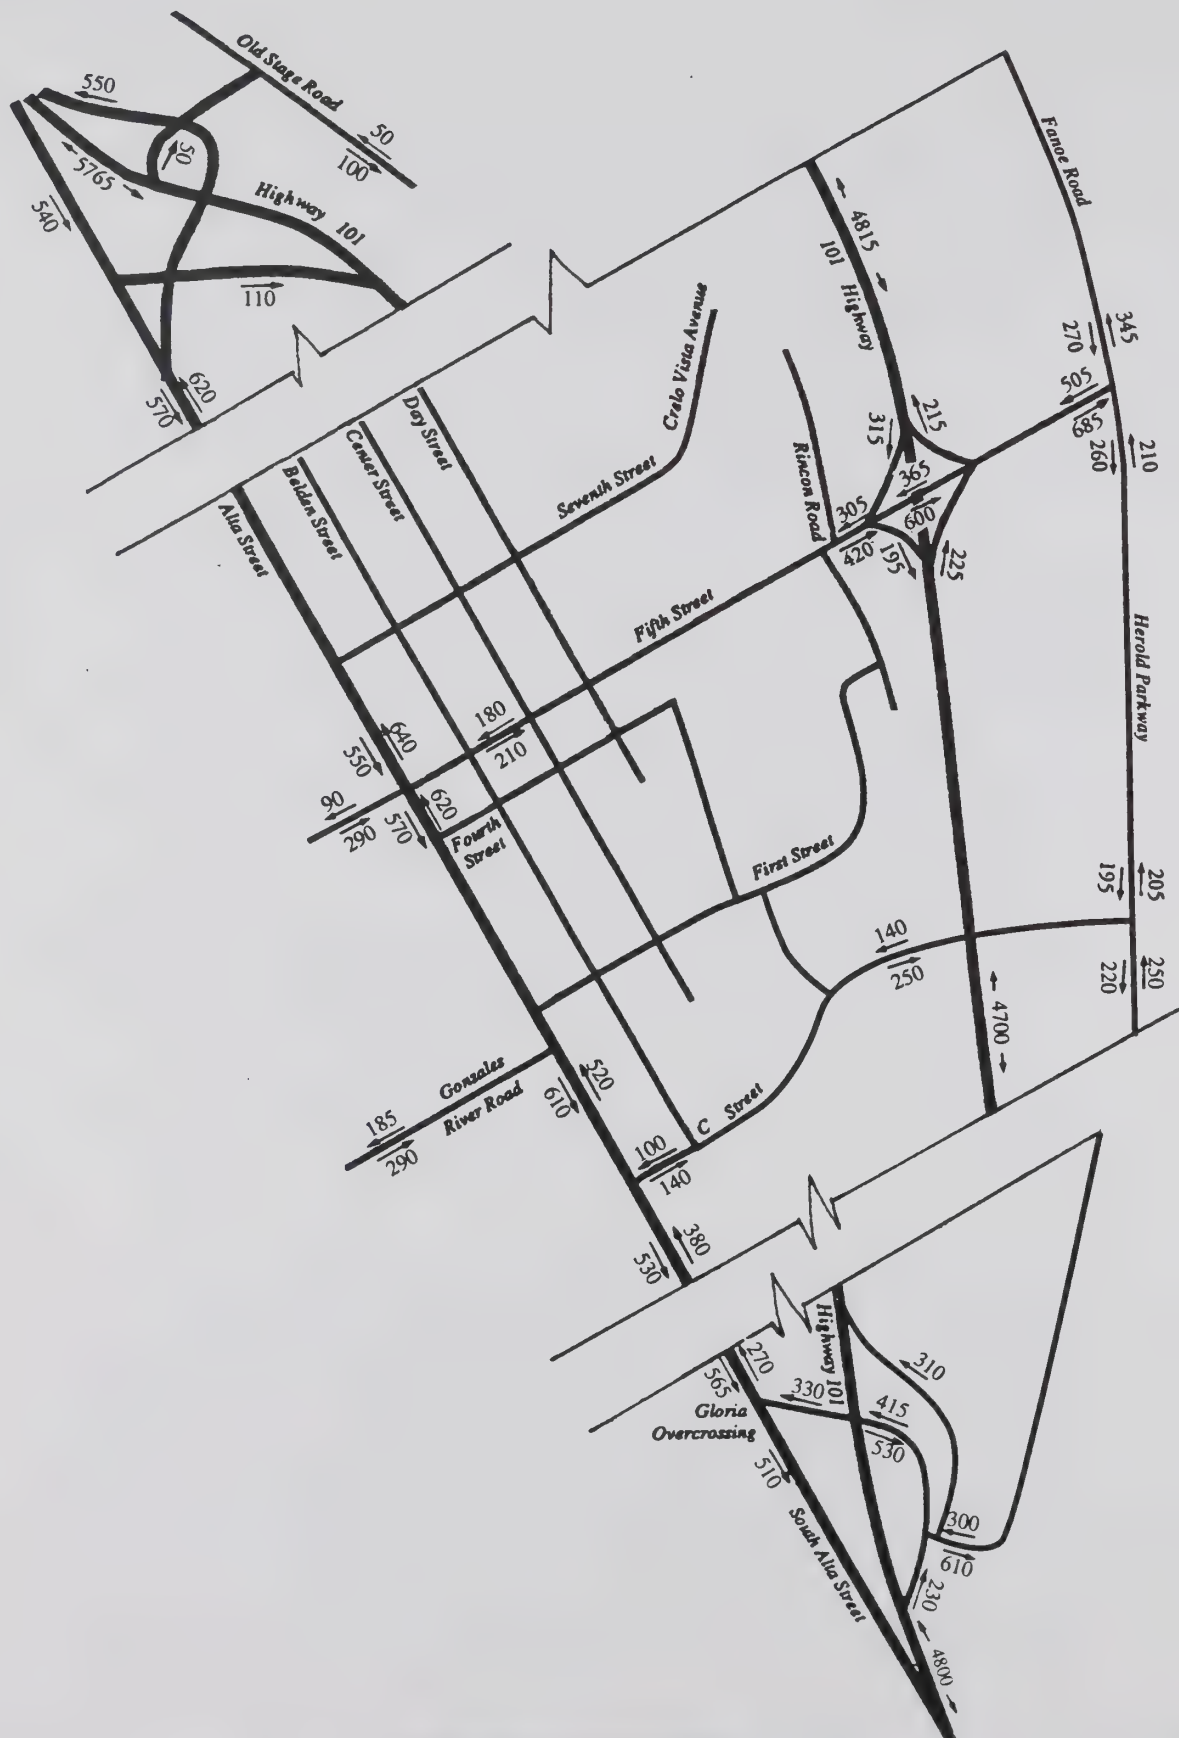 Old Stage Road
550
50
50
100
5765
540
Highway 101
110
620
570
Fanoe Road
4815
101 Highway
345
270
505
685
215
315
365
600
305
420
195
225
210
260
Crelo Vista Avenue
Rincon Road
Day Street
Center Street
Belden Street
Alta Street
Seventh Street
Fifth Street
Herold Parkway
640
550
180
210
90
290
620
570
Fourth
Street
First Street
205
195
140
250
250
220
4700
Gonzales
River Road
185
290
520
610
C Street
100
140
380
530
Highway 101
270
565
310
330
415
530
Gloria
Overcrossing
510
South Alta Street
300
610
230
4800